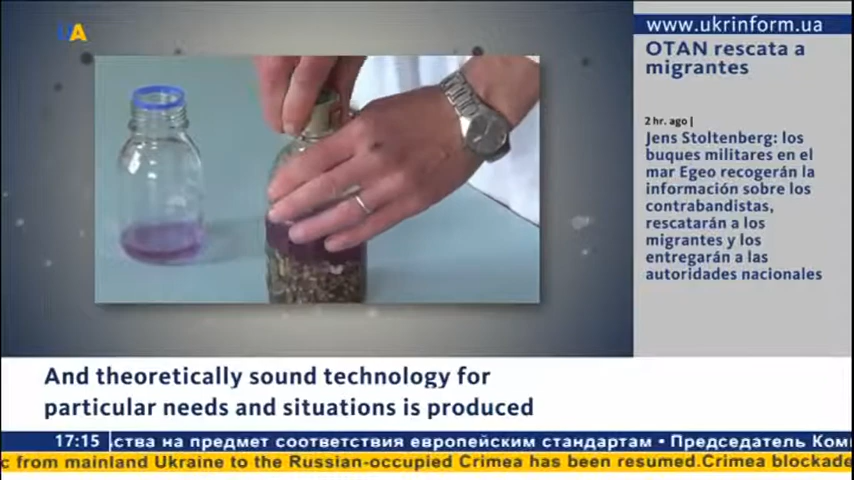 UA
www.ukrinform.ua
OTAN rescata a
migrantes
2 hr. ago |
Jens Stoltenberg: los
buques militares en el
mar Egeo recogerán la
información sobre los
contrabandistas,
rescatarán a los
migrantes y los
entregarán a las
autoridades nacionales
And theoretically sound technology for
particular needs and situations is produced
17:15
ства на предмет соответствия европейским стандартам • Председатель Ком
c from mainland Ukraine to the Russian-occupied Crimea has been resumed.Crimea blockade